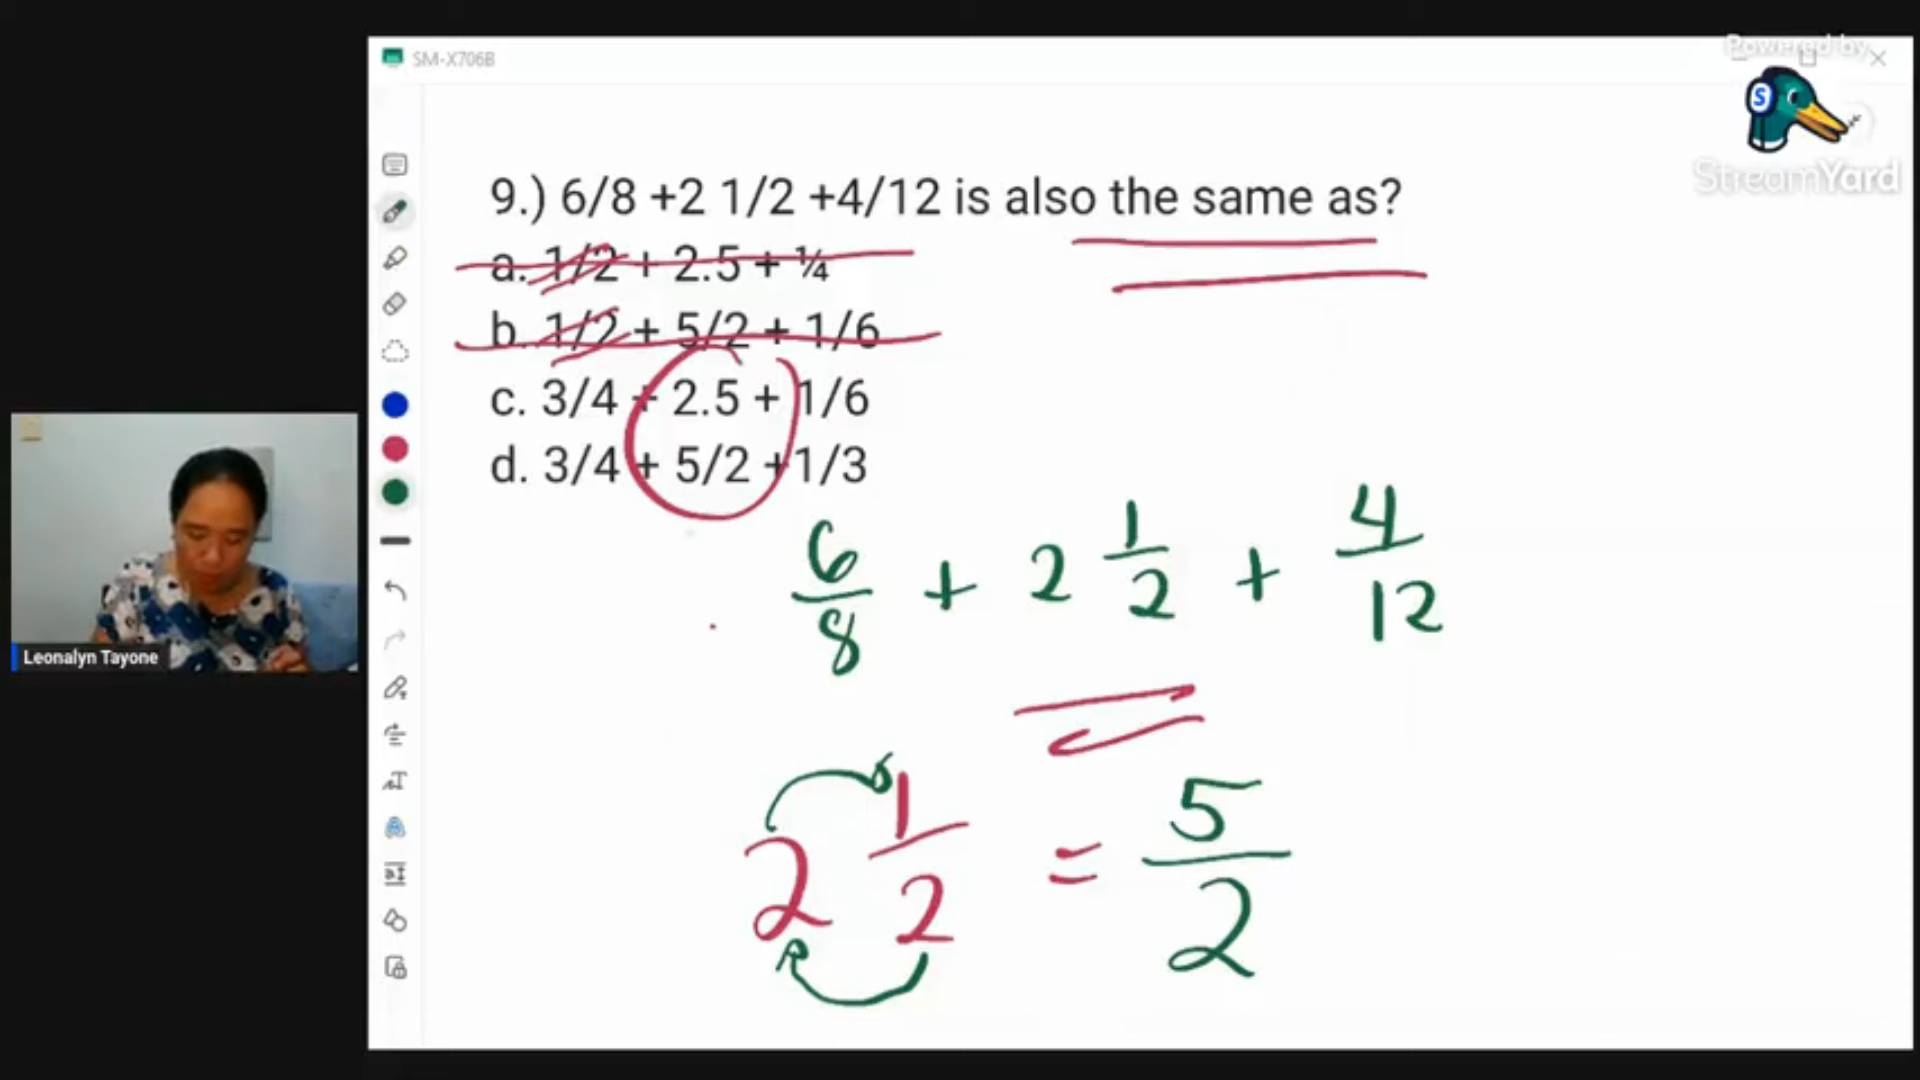 SM-X706B
Powered by
StreamYard
9.) 6/8 +2 1/2 +4/12 is also the same as?
a. 1/2 + 2.5 + ¼
b. 1/2 + 5/2 + 1/6
c. 3/4 + 2.5 + 1/6
d. 3/4 + 5/2 +1/3
6/8 + 2 1/2 + 4/12
2 1/2 = 5/2
Leonalyn Tayone